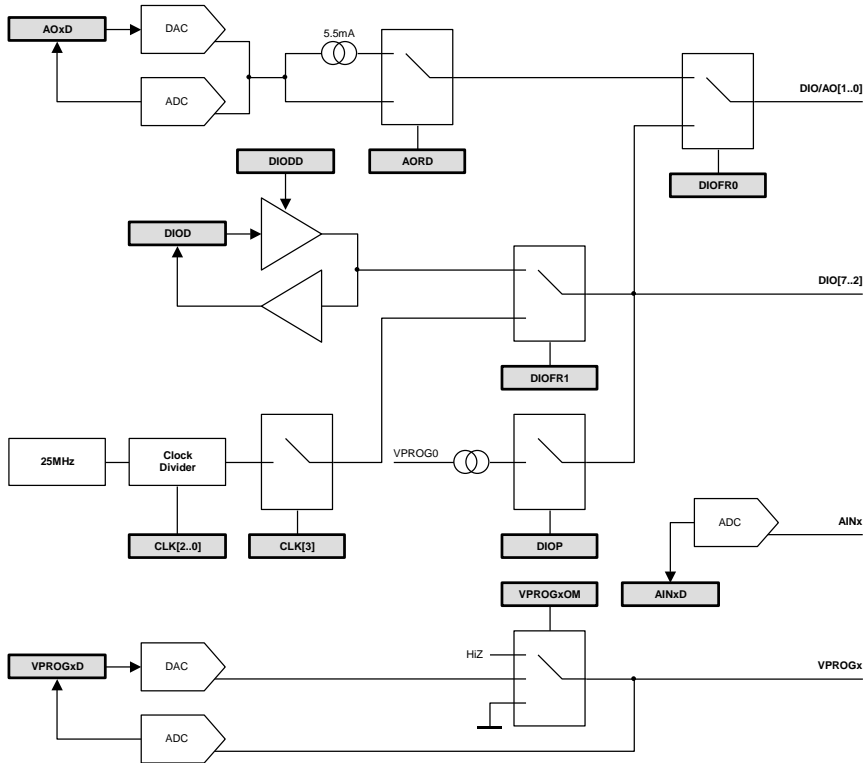 5.5mA
AOxD
DAC
ADC
AORD
DIO/AO[1..0]
DIOFR0
DIODD
DIOD
DIO[7..2]
DIOFR1
25MHz
Clock
Divider
VPROG0
CLK[2..0]
CLK[3]
DIOP
ADC
AINx
AINxD
VPROGxOM
HiZ
VPROGxD
DAC
VPROGx
ADC